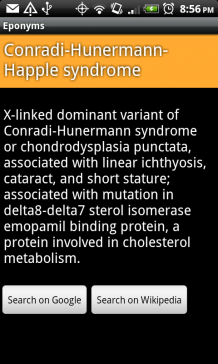 8:56 PM
Eponyms
Conradi-Hunermann-
Happle syndrome
X-linked dominant variant of
Conradi-Hunermann syndrome
or chondrodysplasia punctata,
associated with linear ichthyosis,
cataract, and short stature;
associated with mutation in
delta8-delta7 sterol isomerase
emopamil binding protein, a
protein involved in cholesterol
metabolism.
Search on Google Search on Wikipedia